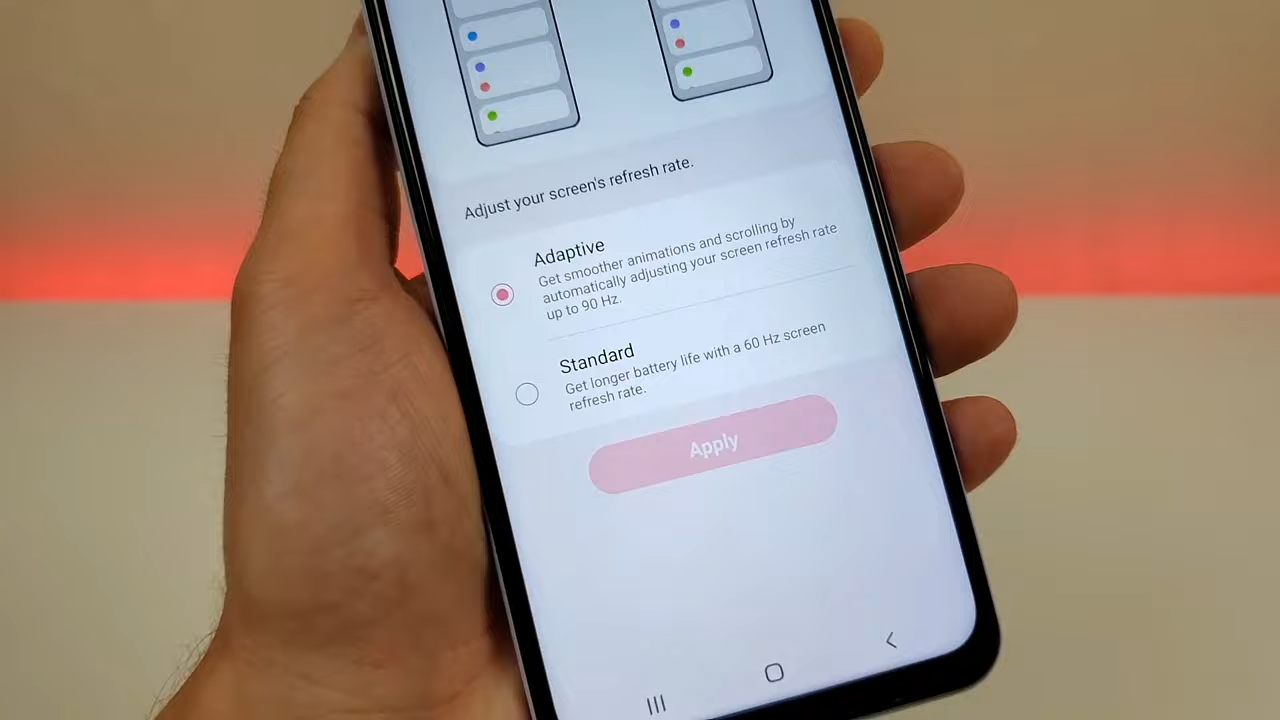 Adjust your screen's refresh rate.
Adaptive
Get smoother animations and scrolling by
automatically adjusting your screen refresh rate
up to 90 Hz.
Standard
Get longer battery life with a 60 Hz screen
refresh rate.
Apply